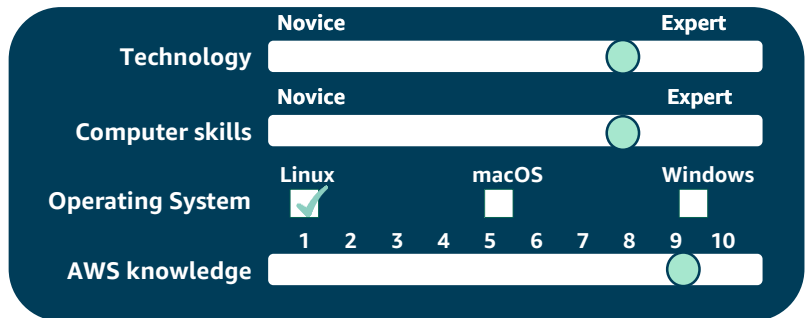 Novice Expert
Technology
Novice Expert
Computer skills
Linux macOS Windows
Operating System
1 2 3 4 5 6 7 8 9 10
AWS knowledge